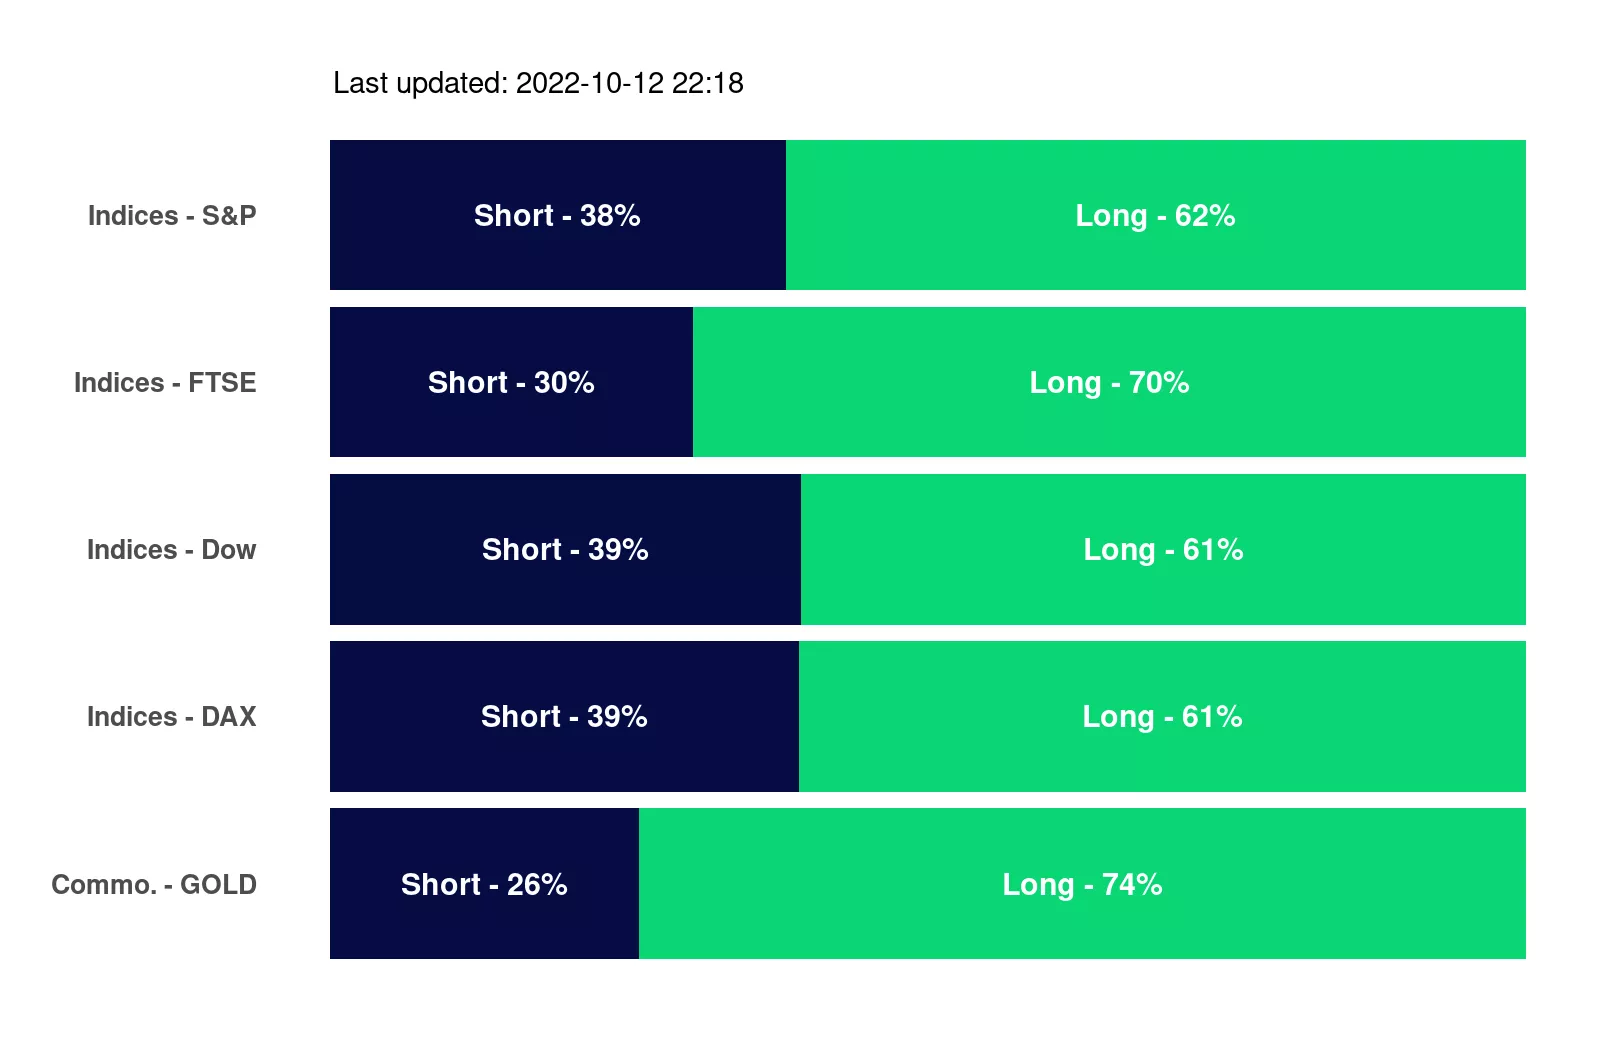 Last updated: 2022-10-12 22:18
Indices - S&P Short - 38% Long - 62%
Indices - FTSE Short - 30% Long - 70%
Indices - Dow Short - 39% Long - 61%
Indices - DAX Short - 39% Long - 61%
Commo. - GOLD Short - 26% Long - 74%